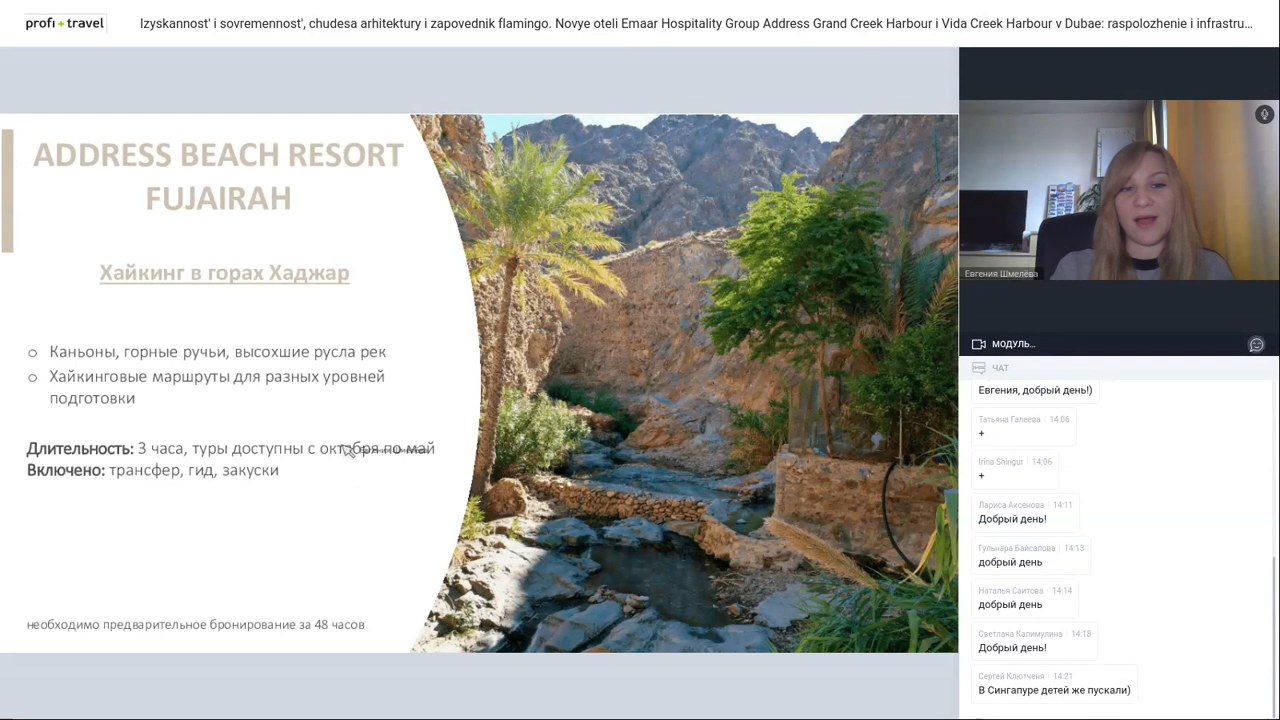 profi+travel
Izyskannost' i sovremennost', chudesa arhitektury i zapovednik flamingo. Novye oteli Emaar Hospitality Group Address Grand Creek Harbour i Vida Creek Harbour v Dubae: raspolozhenie i infrastru...
ADDRESS BEACH RESORT
FUJAIRAH
Хайкинг в горах Хаджар
o Каньоны, горные ручьи, высохшие русла рек
o Хайкинговые маршруты для разных уровней
подготовки
Длительность: 3 часа, туры доступны с октября по май
Включено: трансфер, гид, закуски
необходимо предварительное бронирование за 48 часов
Евгения Шмелёва
МОДУЛЬ...
ЧАТ
Евгения, добрый день!)
Татьяна Галеева 14:06
+
Irina Shingur 14:06
+
Лариса Аксенова 14:11
Добрый день!
Гульнара Байсалова 14:13
добрый день
Наталья Саитова 14:14
добрый день
Светлана Калимулина 14:18
Добрый день!
Сергей Клютченя 14:21
В Сингапуре детей же пускали)